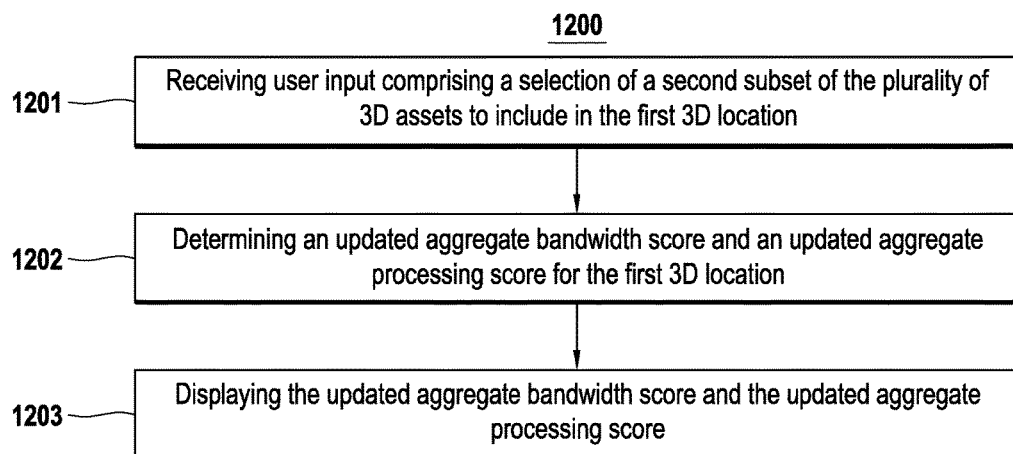 1200
1201
Receiving user input comprising a selection of a second subset of the plurality of
3D assets to include in the first 3D location
1202
Determining an updated aggregate bandwidth score and an updated aggregate
processing score for the first 3D location
1203
Displaying the updated aggregate bandwidth score and the updated aggregate
processing score